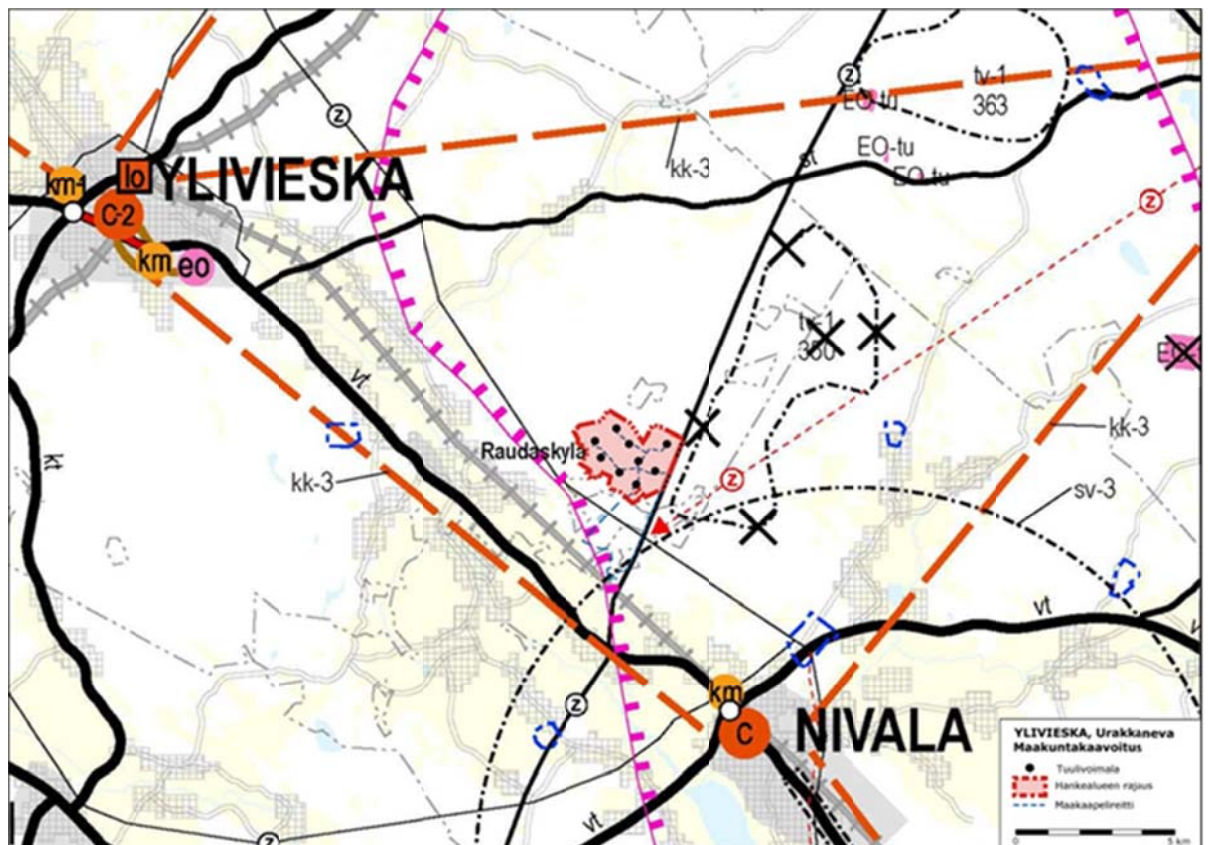 z
z
tv-1
363
EO-tu
st
EO-tu
EO-tu
kk-3
km-1
lo
YLIVIESKA
C-2
km
eo
z
tv-1
350
vt
kt
Raudaskylä
kk-3
kk-3
z
sv-3
vt
z
km
C
NIVALA
vt
z
YLIVIESKA, Urakkaneva
Maakuntakaavoitus
Tuulivoimala
Hankealueen rajaus
Maakaapelireitti
0
5 km